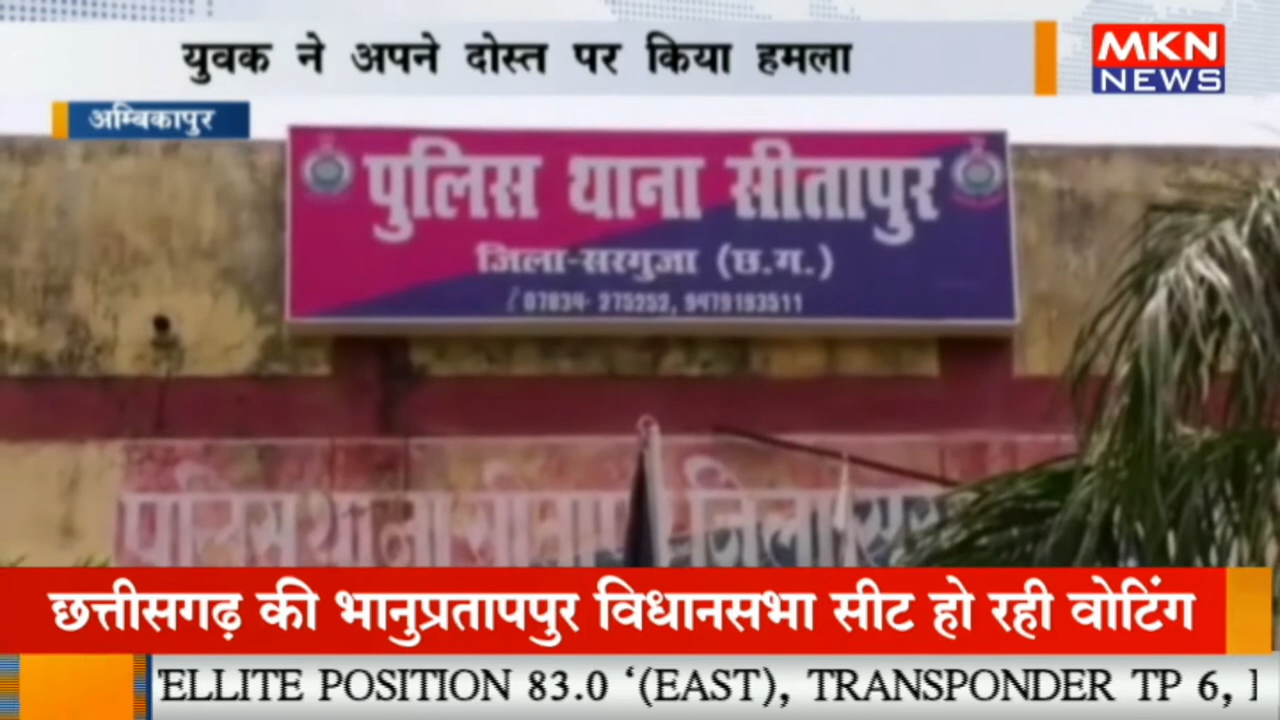 युवक ने अपने दोस्त पर किया हमला
MKN
NEWS
अम्बिकापुर
पुलिस थाना सीतापुर
जिला-सरगुजा (छ.ग.)
07834- 275252, 9479193511
पुलिस थाना सीतापुर जिला
छत्तीसगढ़ की भानुप्रतापपुर विधानसभा सीट हो रही वोटिंग
ELLITE POSITION 83.0 ‘(EAST), TRANSPONDER TP 6,